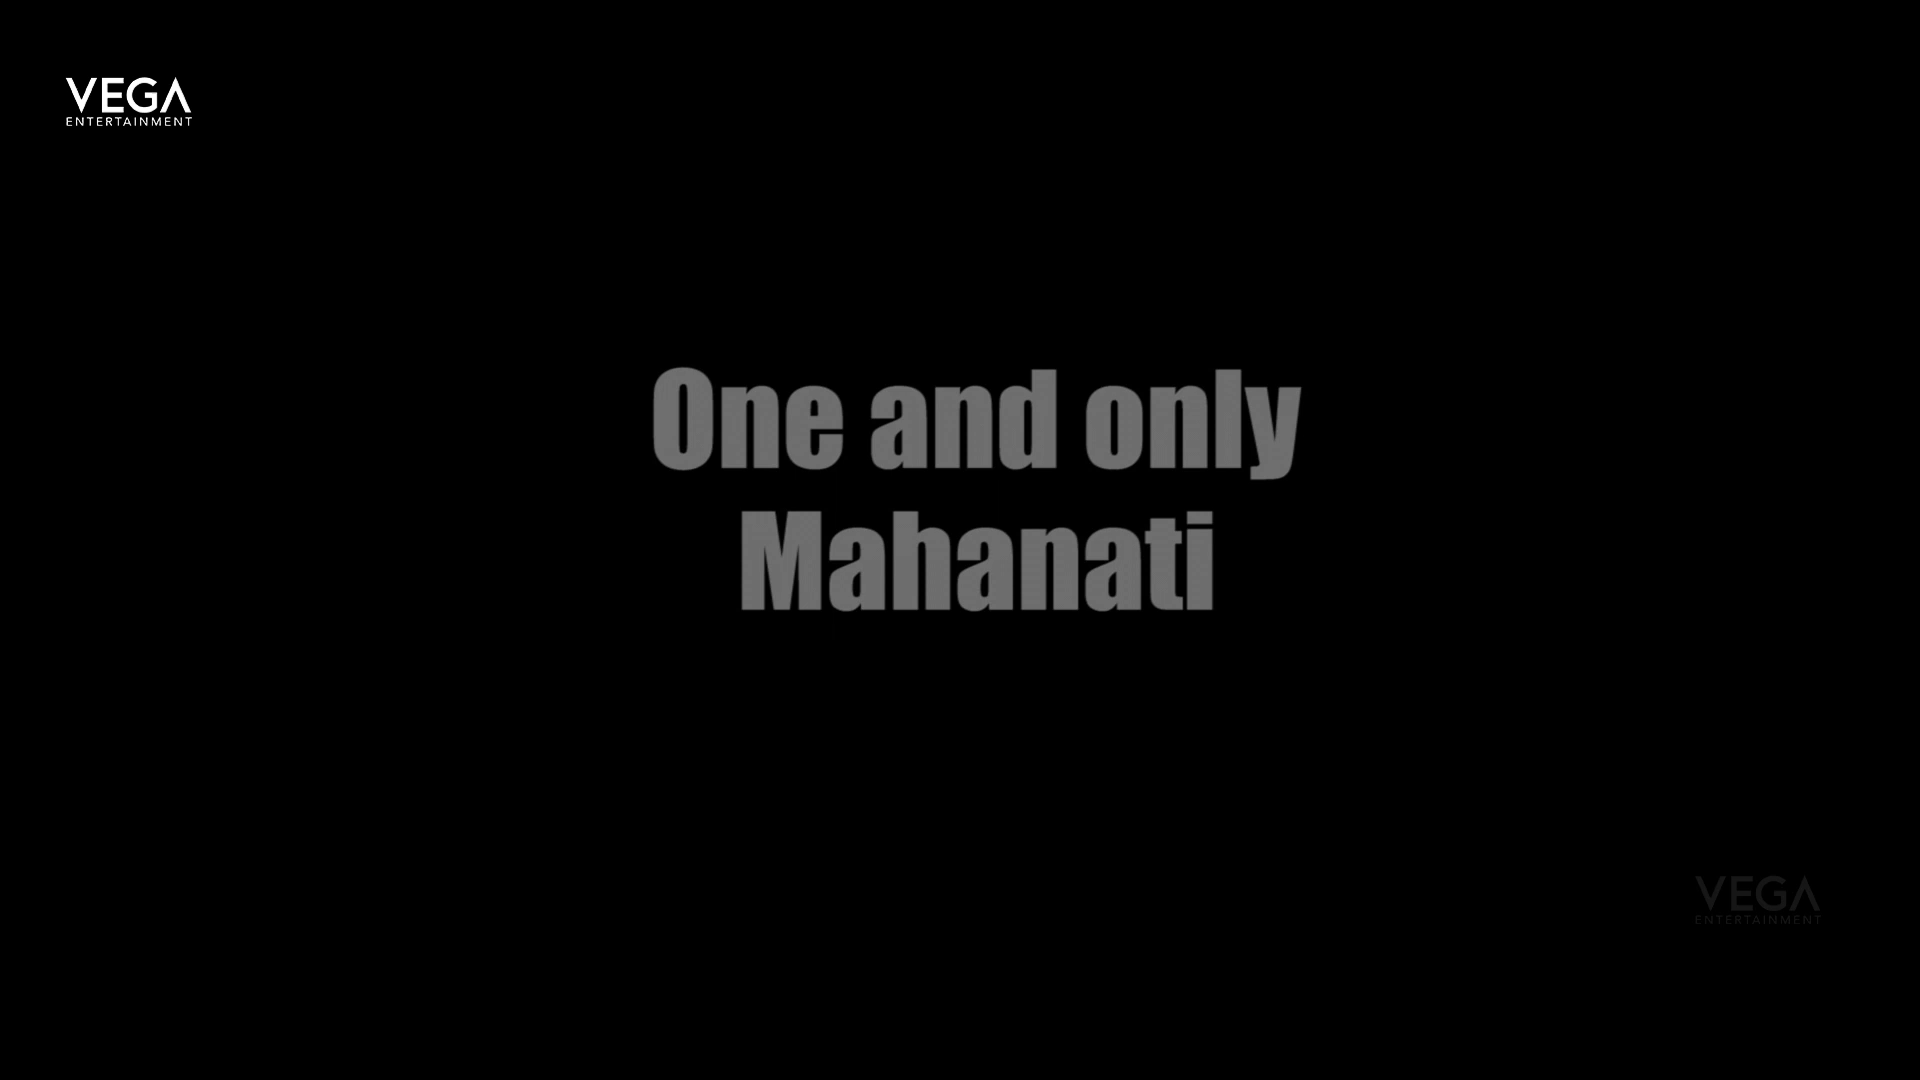 VEGA
ENTERTAINMENT
One and only
Mahanati
VEGA
ENTERTAINMENT